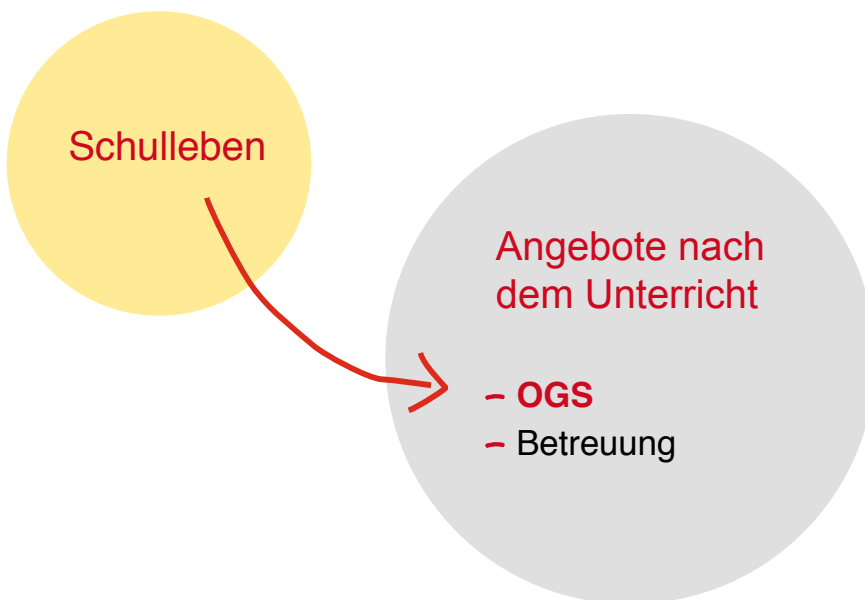 Schulleben
Angebote nach
dem Unterricht
– OGS
– Betreuung